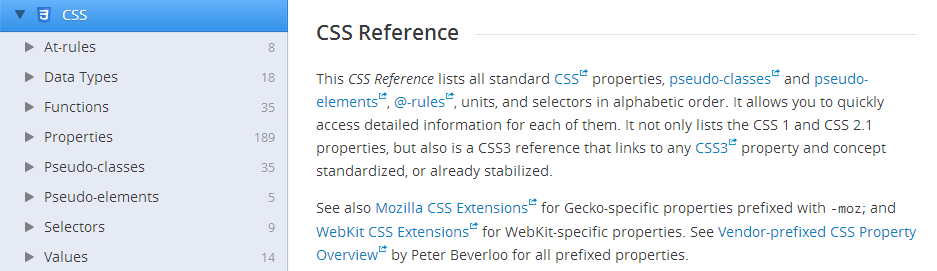 CSS
At-rules 8
Data Types 18
Functions 35
Properties 189
Pseudo-classes 35
Pseudo-elements 5
Selectors 9
Values 14
CSS Reference
This CSS Reference lists all standard CSS properties, pseudo-classes and pseudo-
elements, @-rules, units, and selectors in alphabetic order. It allows you to quickly
access detailed information for each of them. It not only lists the CSS 1 and CSS 2.1
properties, but also is a CSS3 reference that links to any CSS3 property and concept
standardized, or already stabilized.
See also Mozilla CSS Extensions for Gecko-specific properties prefixed with -moz; and
WebKit CSS Extensions for WebKit-specific properties. See Vendor-prefixed CSS Property
Overview by Peter Beverloo for all prefixed properties.